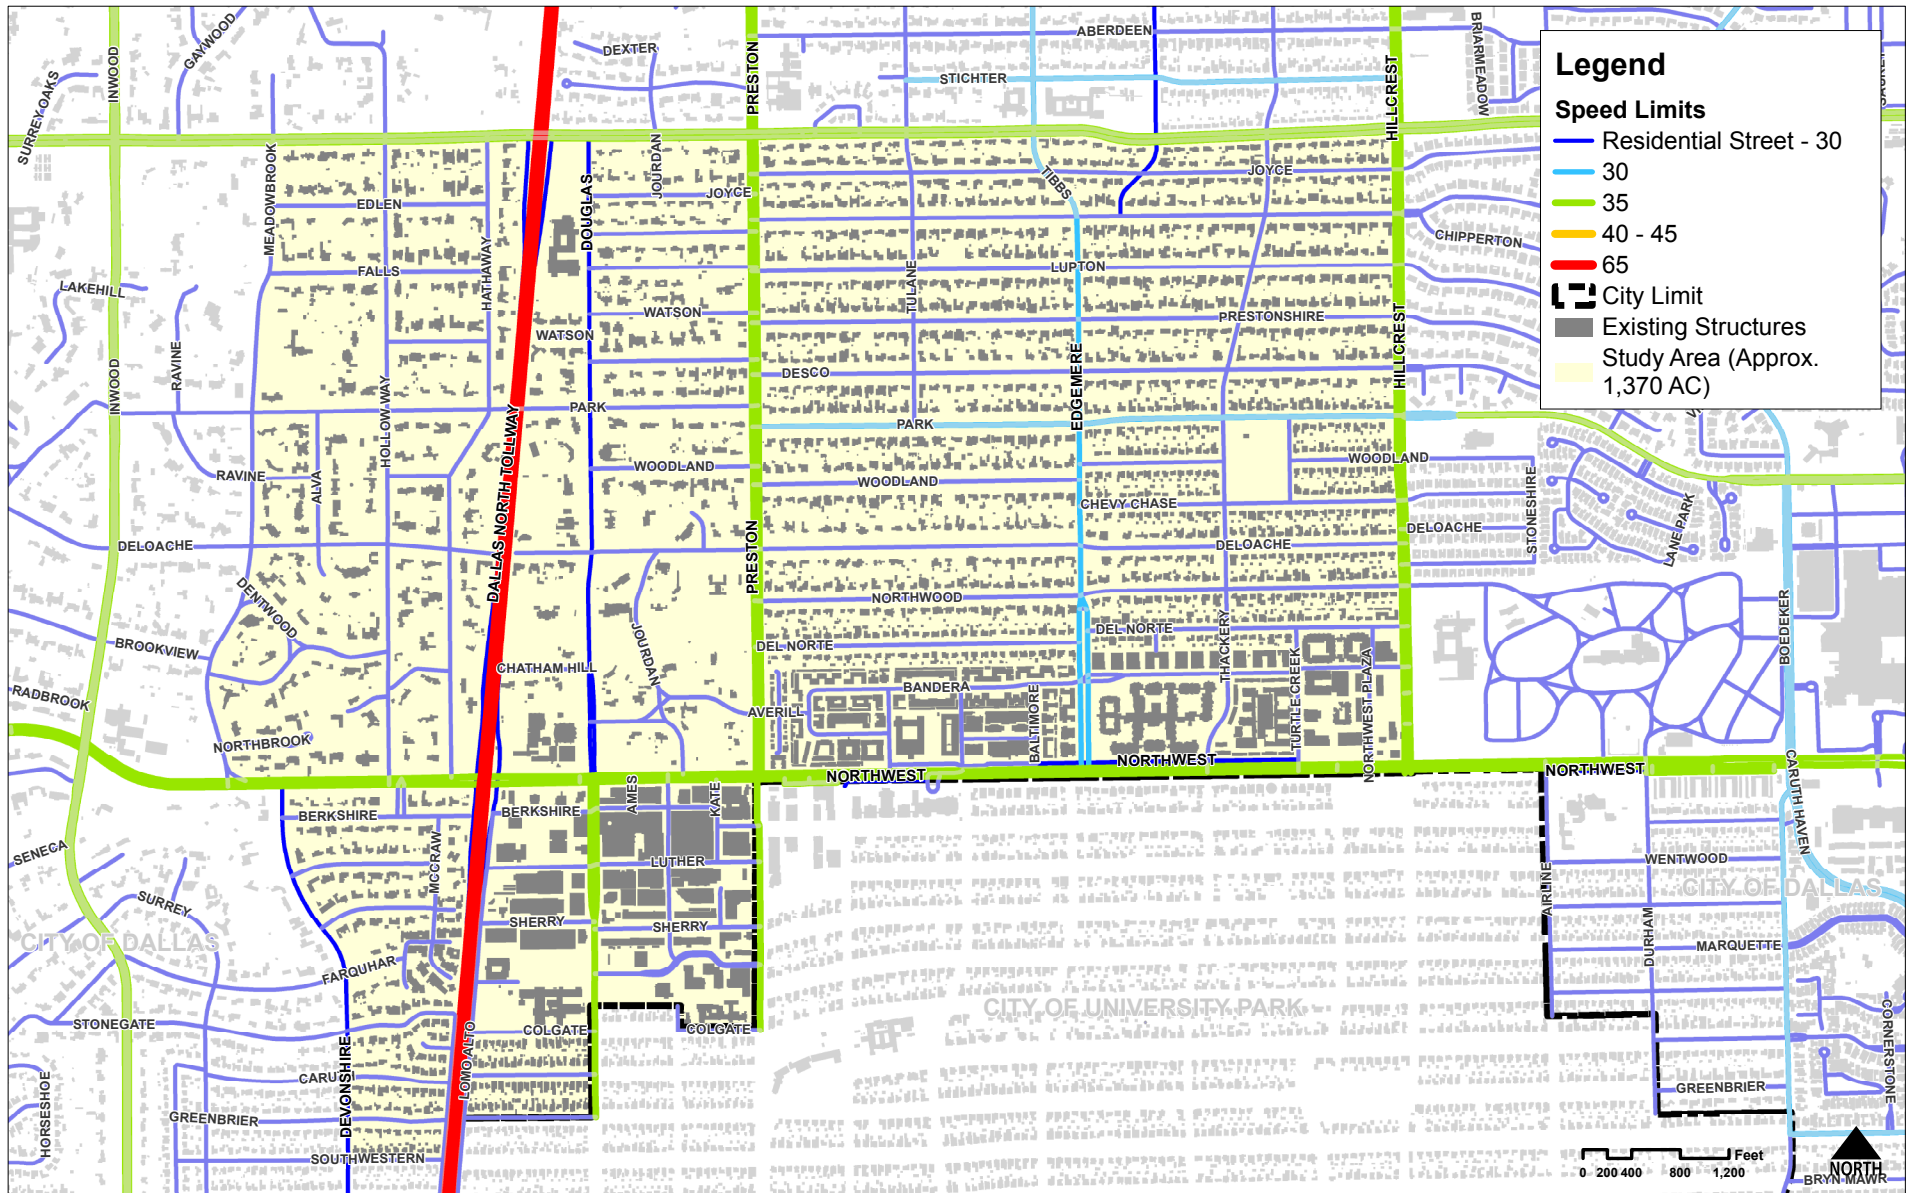 Legend
Speed Limits
Residential Street - 30
30
35
40 - 45
65
City Limit
Existing Structures
Study Area (Approx.
1,370 AC)
GAYWOOD
INWOOD
SURREY OAKS
DEXTER
PRESTON
ABERDEEN
STICHTER
HILLCREST
BRIARMEADOW
MEADOWBROOK
JOURDAN
JOYCE
TIBBS
JOYCE
EDLEN
DOUGLAS
HATHAWAY
CHIPPERTON
FALLS
LUPTON
TULANE
LAKEHILL
WATSON
WATSON
PRESTONSHIRE
RAVINE
INWOOD
HOLLOW WAY
DESCO
EDGEMERE
HILLCREST
PARK
PARK
DALLAS NORTH TOLLWAY
RAVINE
ALVA
WOODLAND
WOODLAND
WOODLAND
CHEVY CHASE
STONESHIRE
LANEPARK
DELOACHE
PRESTON
DELOACHE
DELOACHE
DENTWOOD
NORTHWOOD
BROOKVIEW
JOURDAN
DEL NORTE
DEL NORTE
THACKERY
BOEDEKER
CHATHAM HILL
BANDERA
BALTIMORE
TURTLE CREEK
NORTHWEST PLAZA
RADBROOK
AVERILL
NORTHBROOK
NORTHWEST
NORTHWEST
NORTHWEST
CARUTH HAVEN
BERKSHIRE
BERKSHIRE
AMES
KATE
MCCRAW
LUTHER
SENECA
WENTWOOD
AIRLINE
CITY OF DALLAS
SURREY
SHERRY
SHERRY
DURHAM
MARQUETTE
CITY OF DALLAS
FARQUHAR
CITY OF UNIVERSITY PARK
STONEGATE
COLGATE
COLGATE
LOMO ALTO
CORNERSTONE
DEVONSHIRE
HORSESHOE
GREENBRIER
GREENBRIER
SOUTHWESTERN
Feet
0 200 400 800 1,200
NORTH
BRYN MAWR